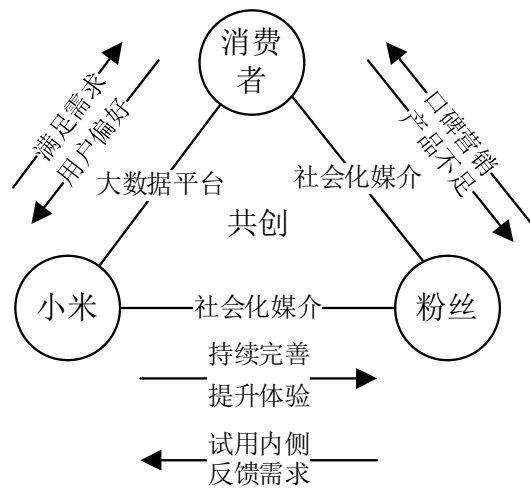 消费
者
满足需求
用户偏好
口碑营销
产品不足
大数据平台
社会化媒介
共创
小米
社会化媒介
粉丝
持续完善
提升体验
试用内侧
反馈需求